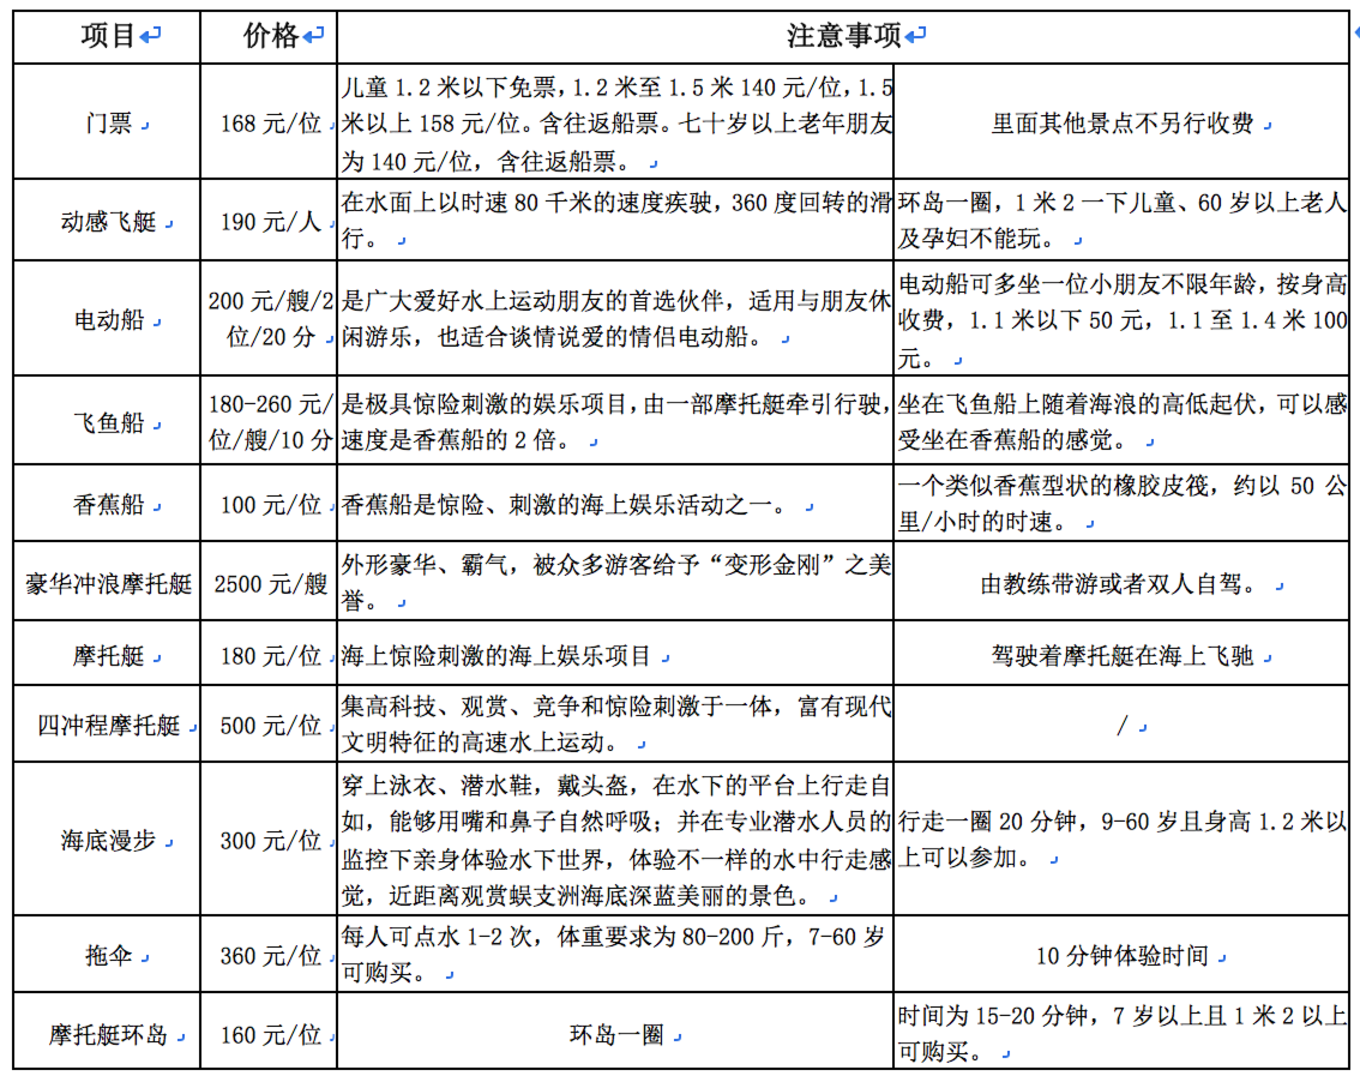 项目
价格
注意事项
门票
168 元/位
儿童 1.2 米以下免票，1.2 米至 1.5 米 140 元/位，1.5
米以上 158 元/位。含往返船票。七十岁以上老年朋友
为 140 元/位，含往返船票。
里面其他景点不另行收费
动感飞艇
190 元/人
在水面上以时速 80 千米的速度疾驶，360 度回转的滑
行。
环岛一圈，1 米 2 一下儿童、60 岁以上老人
及孕妇不能玩。
电动船
200 元/艘/2
位/20 分
是广大爱好水上运动朋友的首选伙伴，适用与朋友休
闲游乐，也适合谈情说爱的情侣电动船。
电动船可多坐一位小朋友不限年龄，按身高
收费，1.1 米以下 50 元，1.1 至 1.4 米 100
元。
飞鱼船
180-260 元/
位/艘/10 分
是极具惊险刺激的娱乐项目，由一部摩托艇牵引行驶，
速度是香蕉船的 2 倍。
坐在飞鱼船上随着海浪的高低起伏，可以感
受坐在香蕉船的感觉。
香蕉船
100 元/位
香蕉船是惊险、刺激的海上娱乐活动之一。
一个类似香蕉型状的橡胶皮筏，约以 50 公
里/小时的时速。
豪华冲浪摩托艇
2500 元/艘
外形豪华、霸气，被众多游客给予“变形金刚”之美
誉。
由教练带游或者双人自驾。
摩托艇
180 元/位
海上惊险刺激的海上娱乐项目
驾驶着摩托艇在海上飞驰
四冲程摩托艇
500 元/位
集高科技、观赏、竞争和惊险刺激于一体，富有现代
文明特征的高速水上运动。
/
海底漫步
300 元/位
穿上泳衣、潜水鞋，戴头盔，在水下的平台上行走自
如，能够用嘴和鼻子自然呼吸；并在专业潜水人员的
监控下亲身体验水下世界，体验不一样的水中行走感
觉，近距离观赏蜈支洲海底深蓝美丽的景色。
行走一圈 20 分钟，9-60 岁且身高 1.2 米以
上可以参加。
拖伞
360 元/位
每人可点水 1-2 次，体重要求为 80-200 斤，7-60 岁
可购买。
10 分钟体验时间
摩托艇环岛
160 元/位
环岛一圈
时间为 15-20 分钟，7 岁以上且 1 米 2 以上
可购买。